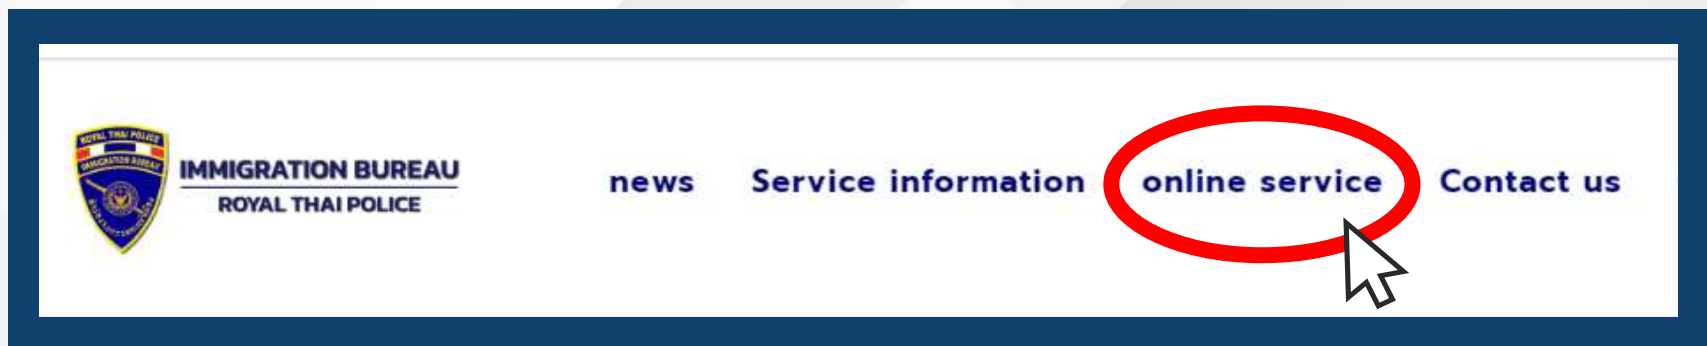 ROYAL THAI POLICE
IMMIGRATION BUREAU
IMMIGRATION BUREAU
ROYAL THAI POLICE
news
Service information
online service
Contact us